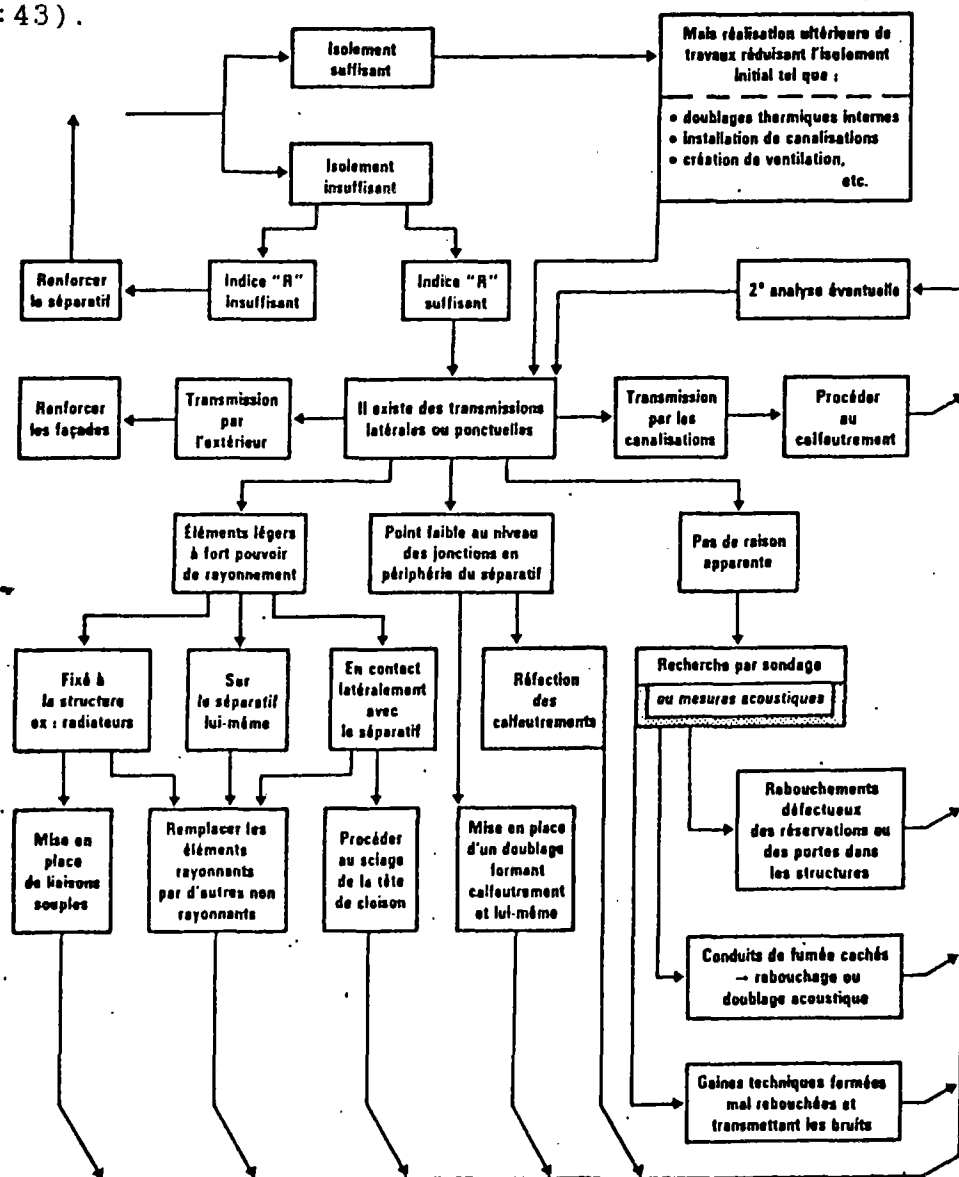 :43).
Isolement
suffisant
Mais réalisation ultérieure de
travaux réduisant l'isolement
initial tel que :
• doublages thermiques internes
• installation de canalisations
• création de ventilation,
etc.
Isolement
insuffisant
Renforcer
le séparatif
Indice "R"
insuffisant
Indice "R"
suffisant
2° analyse éventuelle
Renforcer
les façades
Transmission
par
l'extérieur
Il existe des transmissions
latérales ou ponctuelles
Transmission
par les
canalisations
Procéder
au
calfautrement
Éléments légers
à fort pouvoir
de rayonnement
Point faible au niveau
des jonctions en
périphérie du séparatif
Pas de raison
apparente
Fixé à
la structure
ex : radiateurs
Sur
le séparatif
lui-même
En contact
latéralement
avec
le séparatif
Réfaction
des
calfautrements
Recherche par sondage
ou mesures acoustiques
Rabouchements
défectueux
des réservations ou
des portes dans
les structures
Mise en
place
de liaisons
souples
Remplacer les
éléments
rayonnants
par d'autres non
rayonnants
Procéder
au sciage
de la tête
de cloison
Mise en place
d'un doublage
formant
calfautrement
et lui-même
Conduits de fumée cachés
→ rabouchage ou
doublage acoustique
Gaines techniques fermées
mal rebouchées et
transmettant les bruits